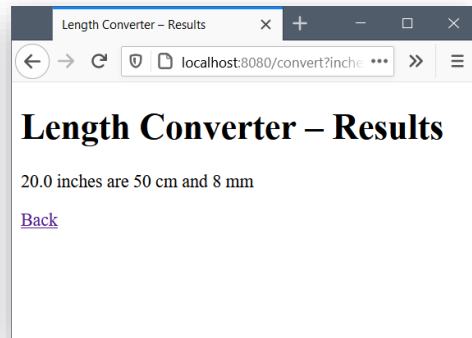 Length Converter – Results
localhost:8080/convert?inche
Length Converter – Results
20.0 inches are 50 cm and 8 mm
Back